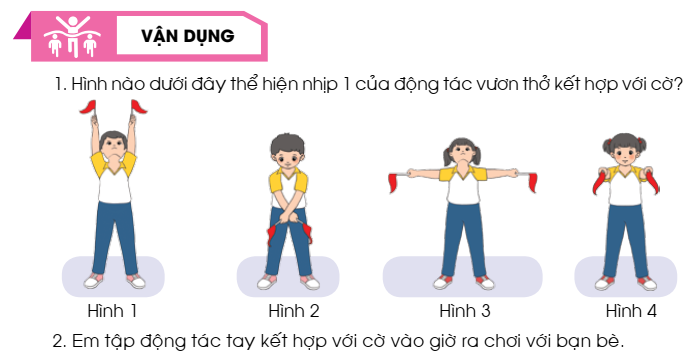 VẬN DỤNG
1. Hình nào dưới đây thể hiện nhịp 1 của động tác vươn thở kết hợp với cờ?
Hình 1
Hình 2
Hình 3
Hình 4
2. Em tập động tác tay kết hợp với cờ vào giờ ra chơi với bạn bè.